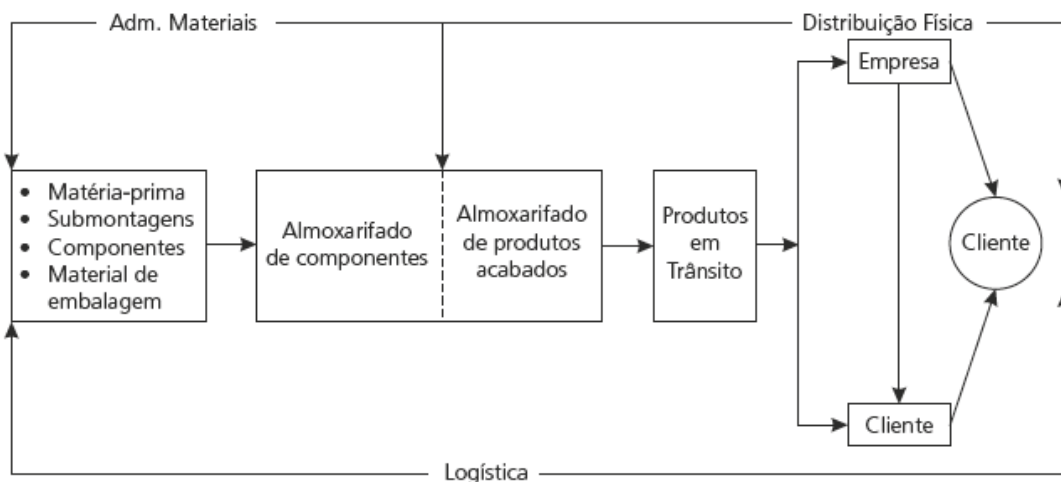 Adm. Materiais
Distribuição Física
Empresa
• Matéria-prima
• Submontagens
• Componentes
• Material de
embalagem
Almoxarifado
de componentes
Almoxarifado
de produtos
acabados
Produtos
em
Trânsito
Cliente
Cliente
Logística